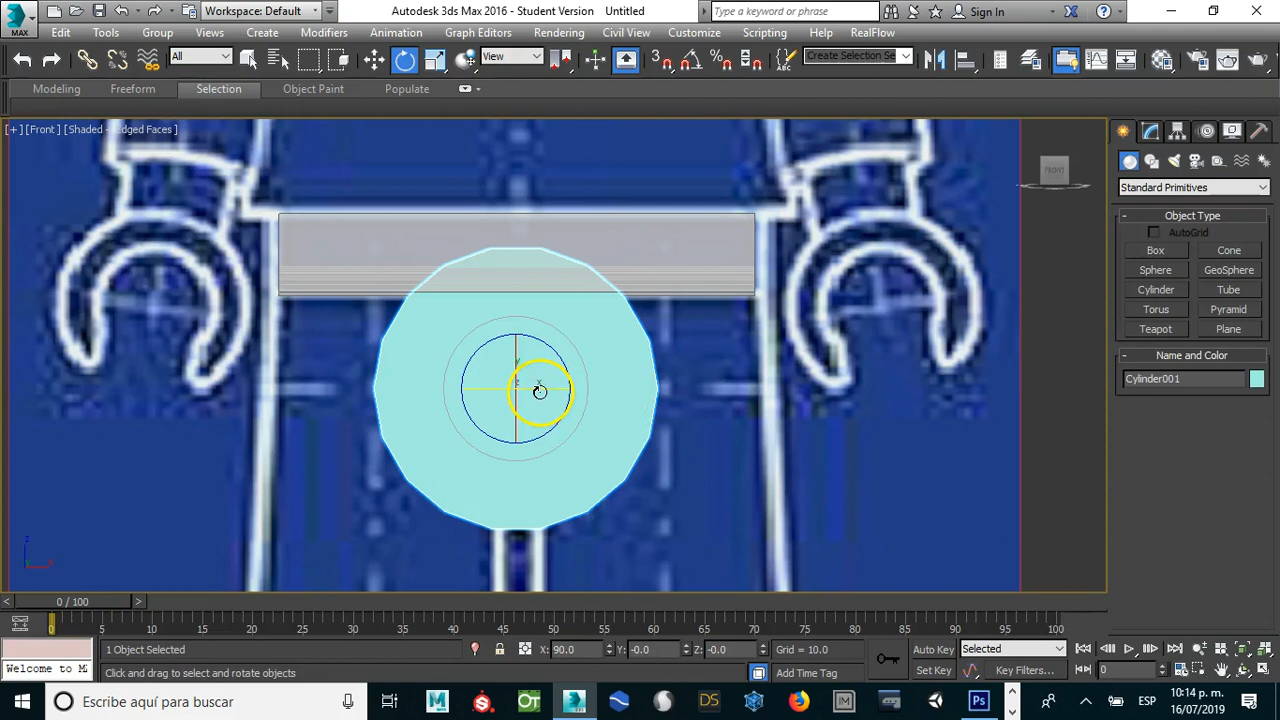 Workspace: Default
Autodesk 3ds Max 2016 - Student Version
Untitled
Type a keyword or phrase
Sign In
MAX
Edit
Tools
Group
Views
Create
Modifiers
Animation
Graph Editors
Rendering
Civil View
Customize
Scripting
Help
RealFlow
All
View
Create Selection Se
Modeling
Freeform
Selection
Object Paint
Populate
[+] [Front] [Shaded - Edged Faces]
FRONT
Standard Primitives
Object Type
AutoGrid
Box
Cone
Sphere
GeoSphere
Cylinder
Tube
Torus
Pyramid
Teapot
Plane
Name and Color
Cylinder001
y
x
z
z
x
< 0 / 100 >
0 5 10 15 20 25 30 35 40 45 50 55 60 65 70 75 80 85 90 95 100
1 Object Selected
X: 90.0
Y: -0.0
Z: -0.0
Grid = 10.0
Auto Key
Selected
Welcome to M
Click and drag to select and rotate objects
Add Time Tag
Set Key
Key Filters...
0
Escribe aquí para buscar
ESP
10:14 p. m.
16/07/2019